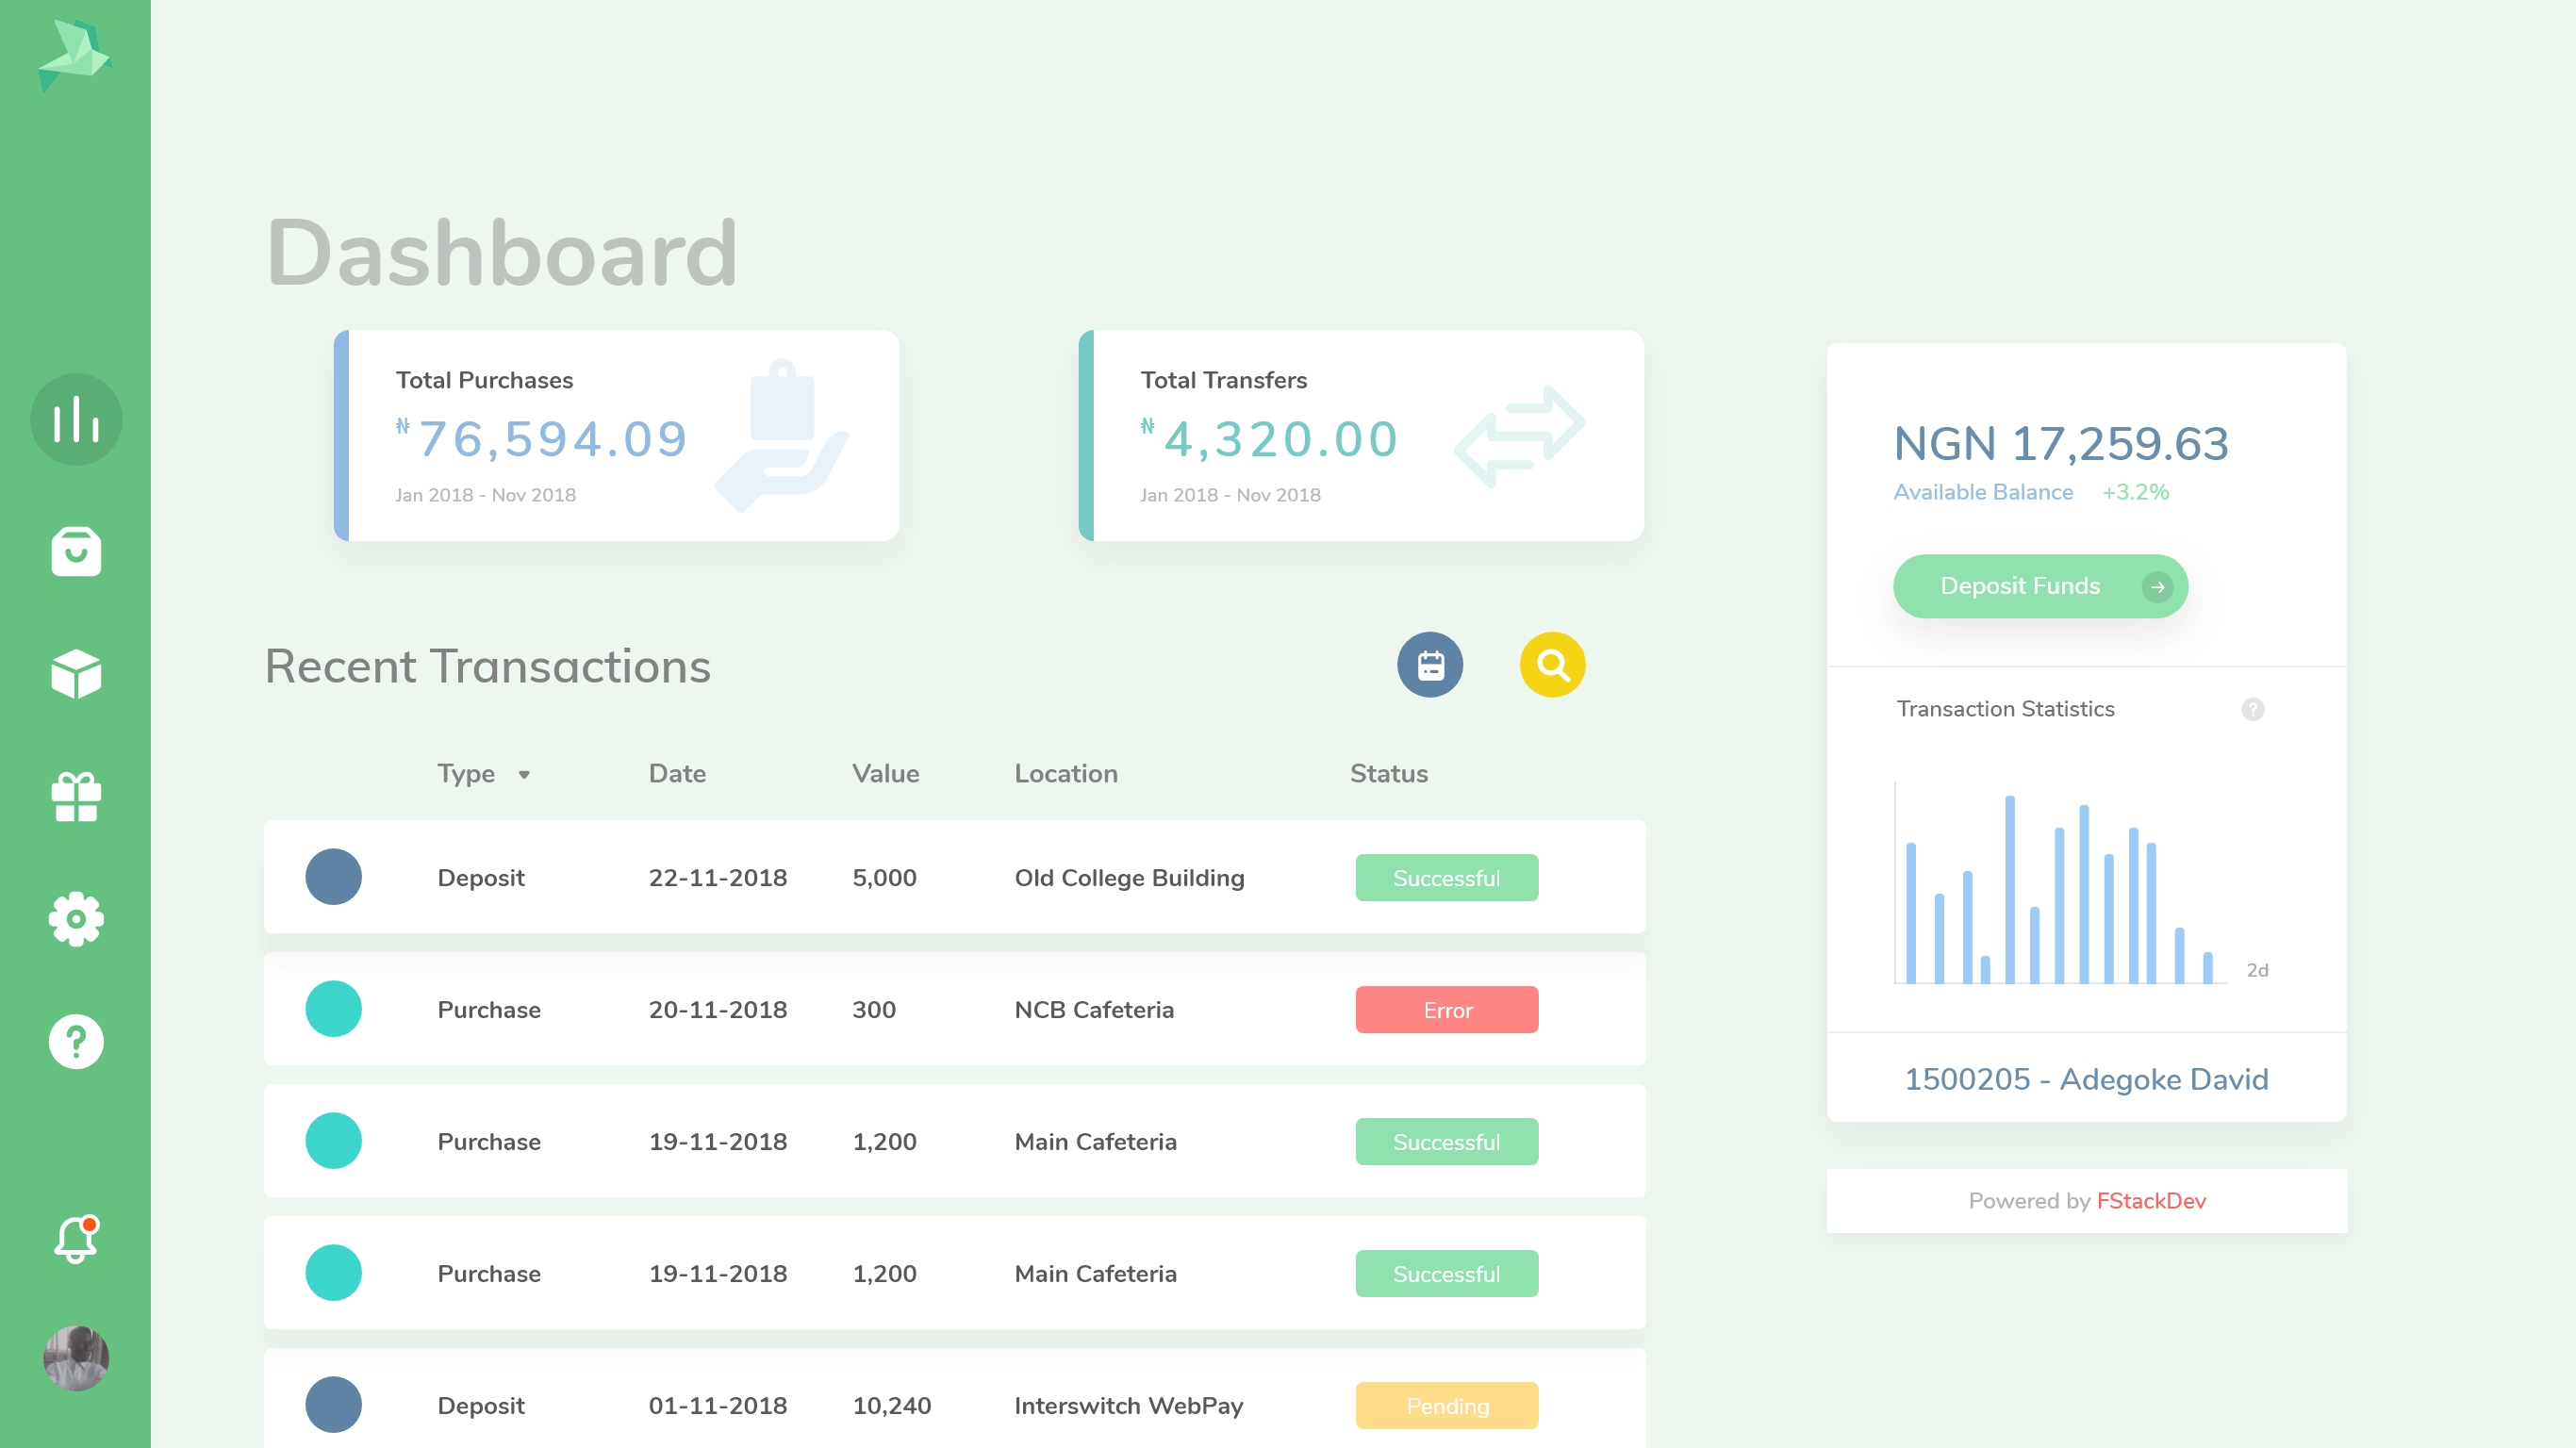 Dashboard
Total Purchases
₦ 76,594.09
Jan 2018 - Nov 2018
Total Transfers
₦ 4,320.00
Jan 2018 - Nov 2018
Recent Transactions
Type Date Value Location Status
Deposit 22-11-2018 5,000 Old College Building Successful
Purchase 20-11-2018 300 NCB Cafeteria Error
Purchase 19-11-2018 1,200 Main Cafeteria Successful
Purchase 19-11-2018 1,200 Main Cafeteria Successful
Deposit 01-11-2018 10,240 Interswitch WebPay Pending
NGN 17,259.63
Available Balance +3.2%
Deposit Funds
Transaction Statistics ?
2d
1500205 - Adegoke David
Powered by FStackDev